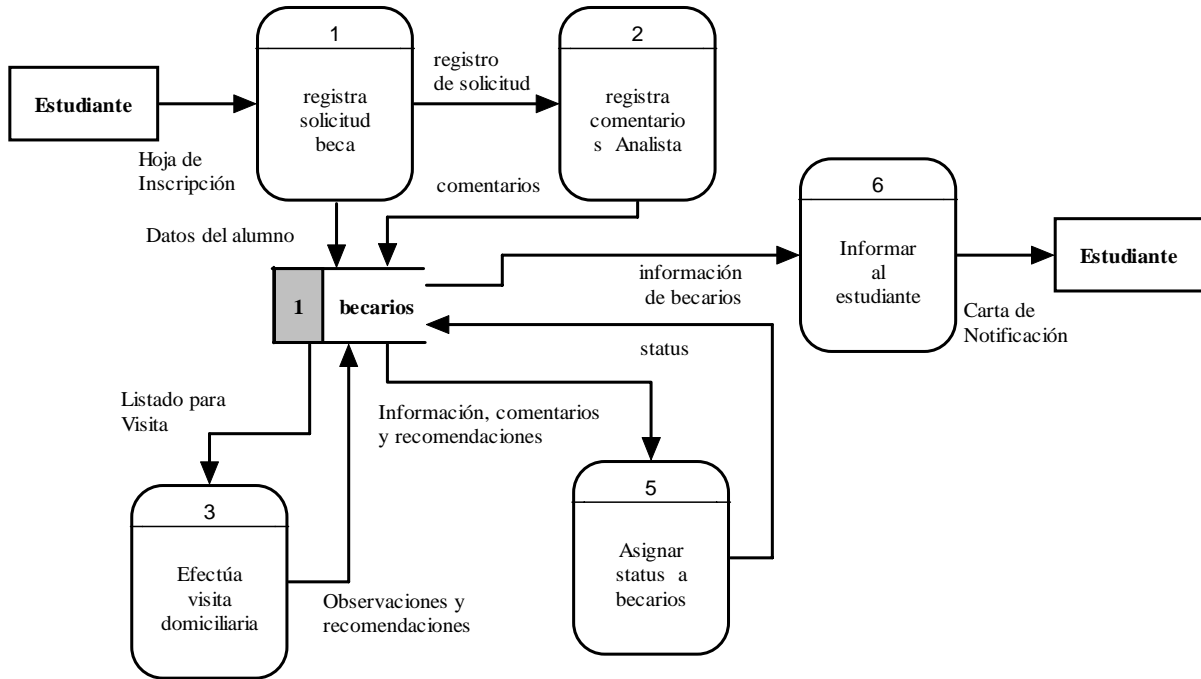 1
registra
solicitud
beca
Estudiante
Hoja de
Inscripción
registro
de solicitud
2
registra
comentario
s Analista
Datos del alumno
comentarios
1
becarios
información
de becarios
6
Informar
al
estudiante
Estudiante
Carta de
Notificación
status
Listado para
Visita
Información, comentarios
y recomendaciones
3
Efectúa
visita
domiciliaria
Observaciones y
recomendaciones
5
Asignar
status a
becarios